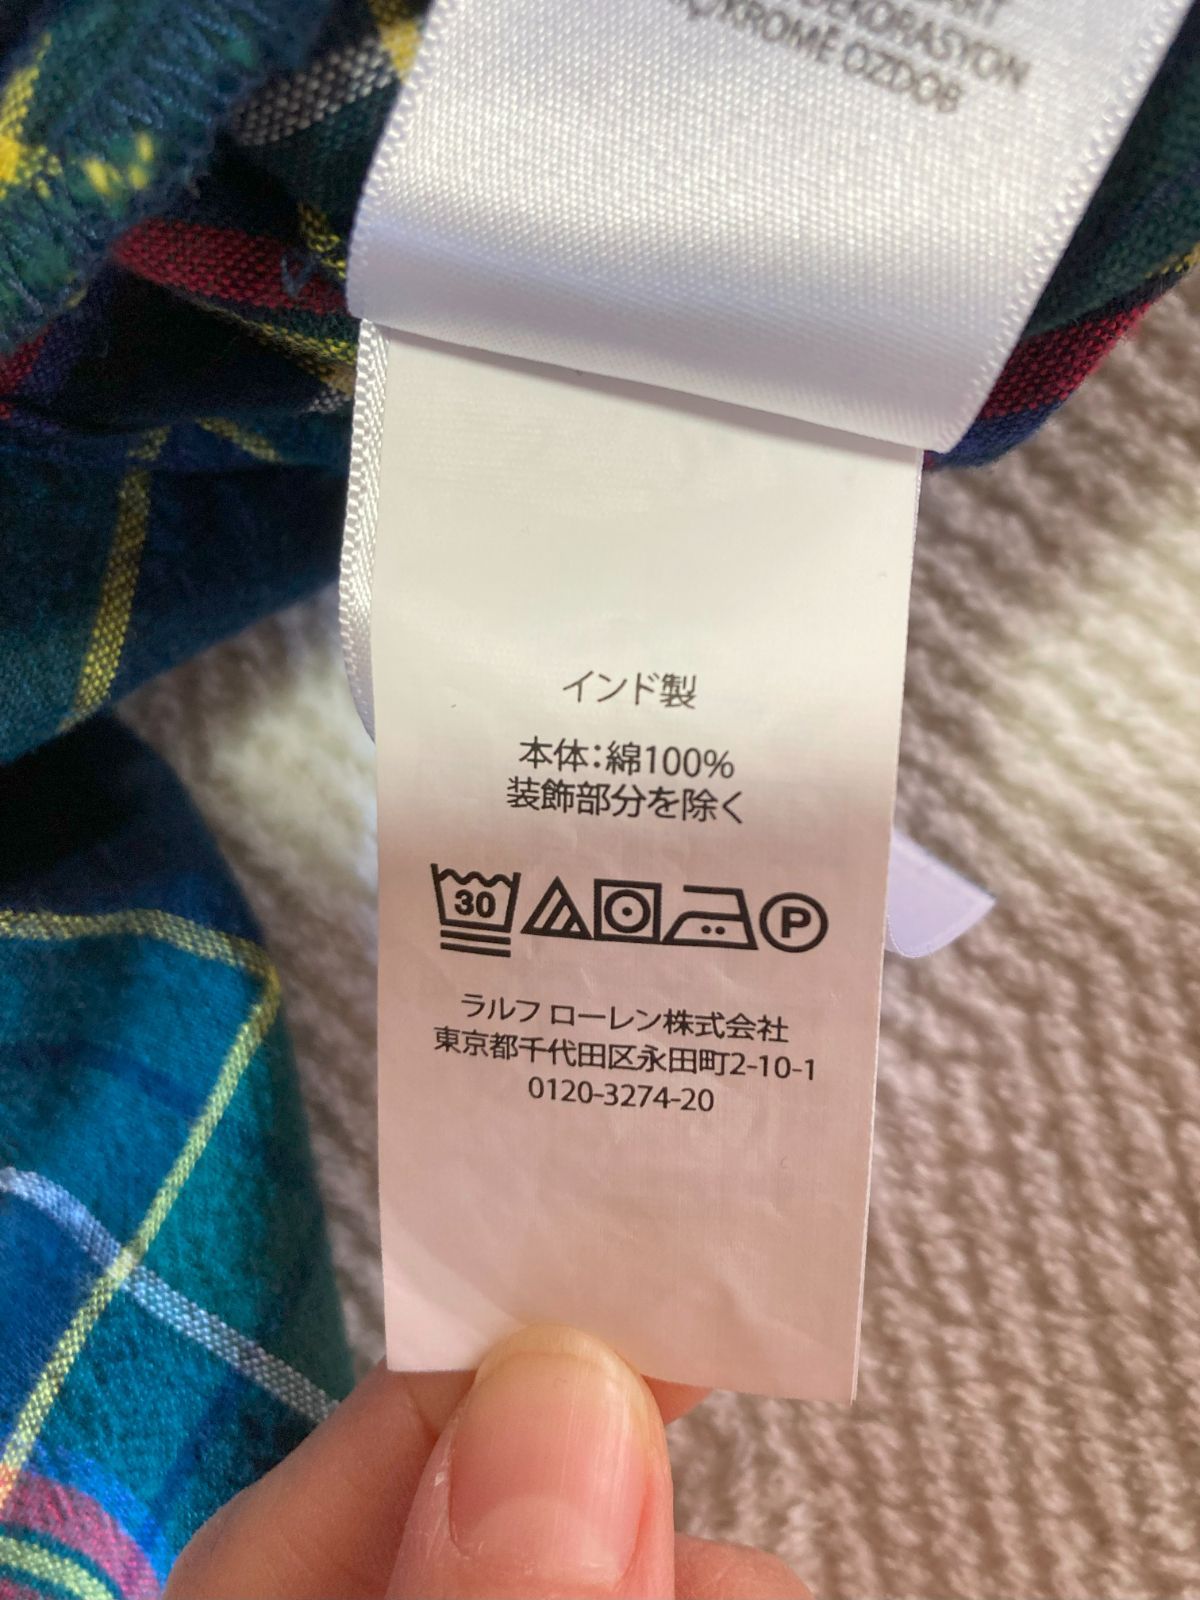 DEKORASYON
KROME OZDOB
インド製
本体：綿100%
装飾部分を除く
30
P
ラルフ ローレン株式会社
東京都千代田区永田町2-10-1
0120-3274-20